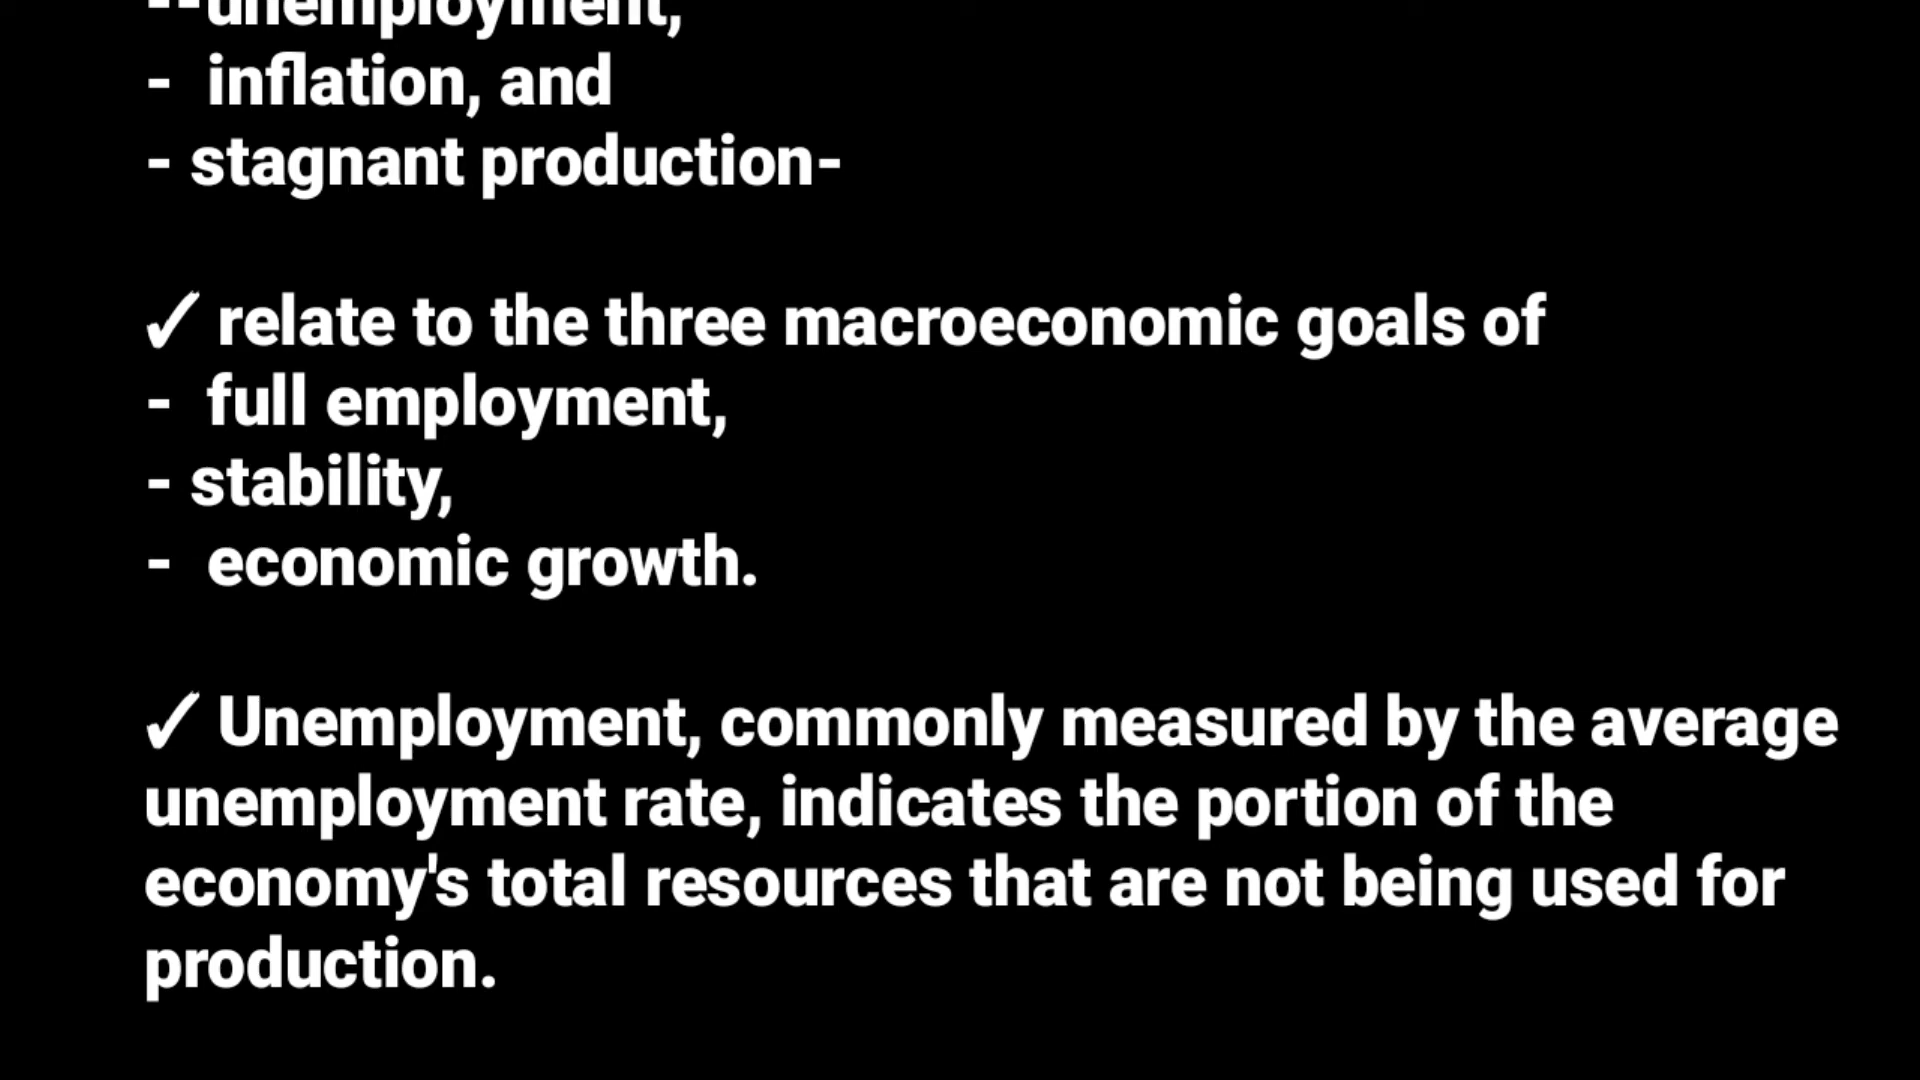 --unemployment,
-  inflation, and
- stagnant production-
✓ relate to the three macroeconomic goals of
-  full employment,
- stability,
-  economic growth.
✓ Unemployment, commonly measured by the average
unemployment rate, indicates the portion of the
economy's total resources that are not being used for
production.